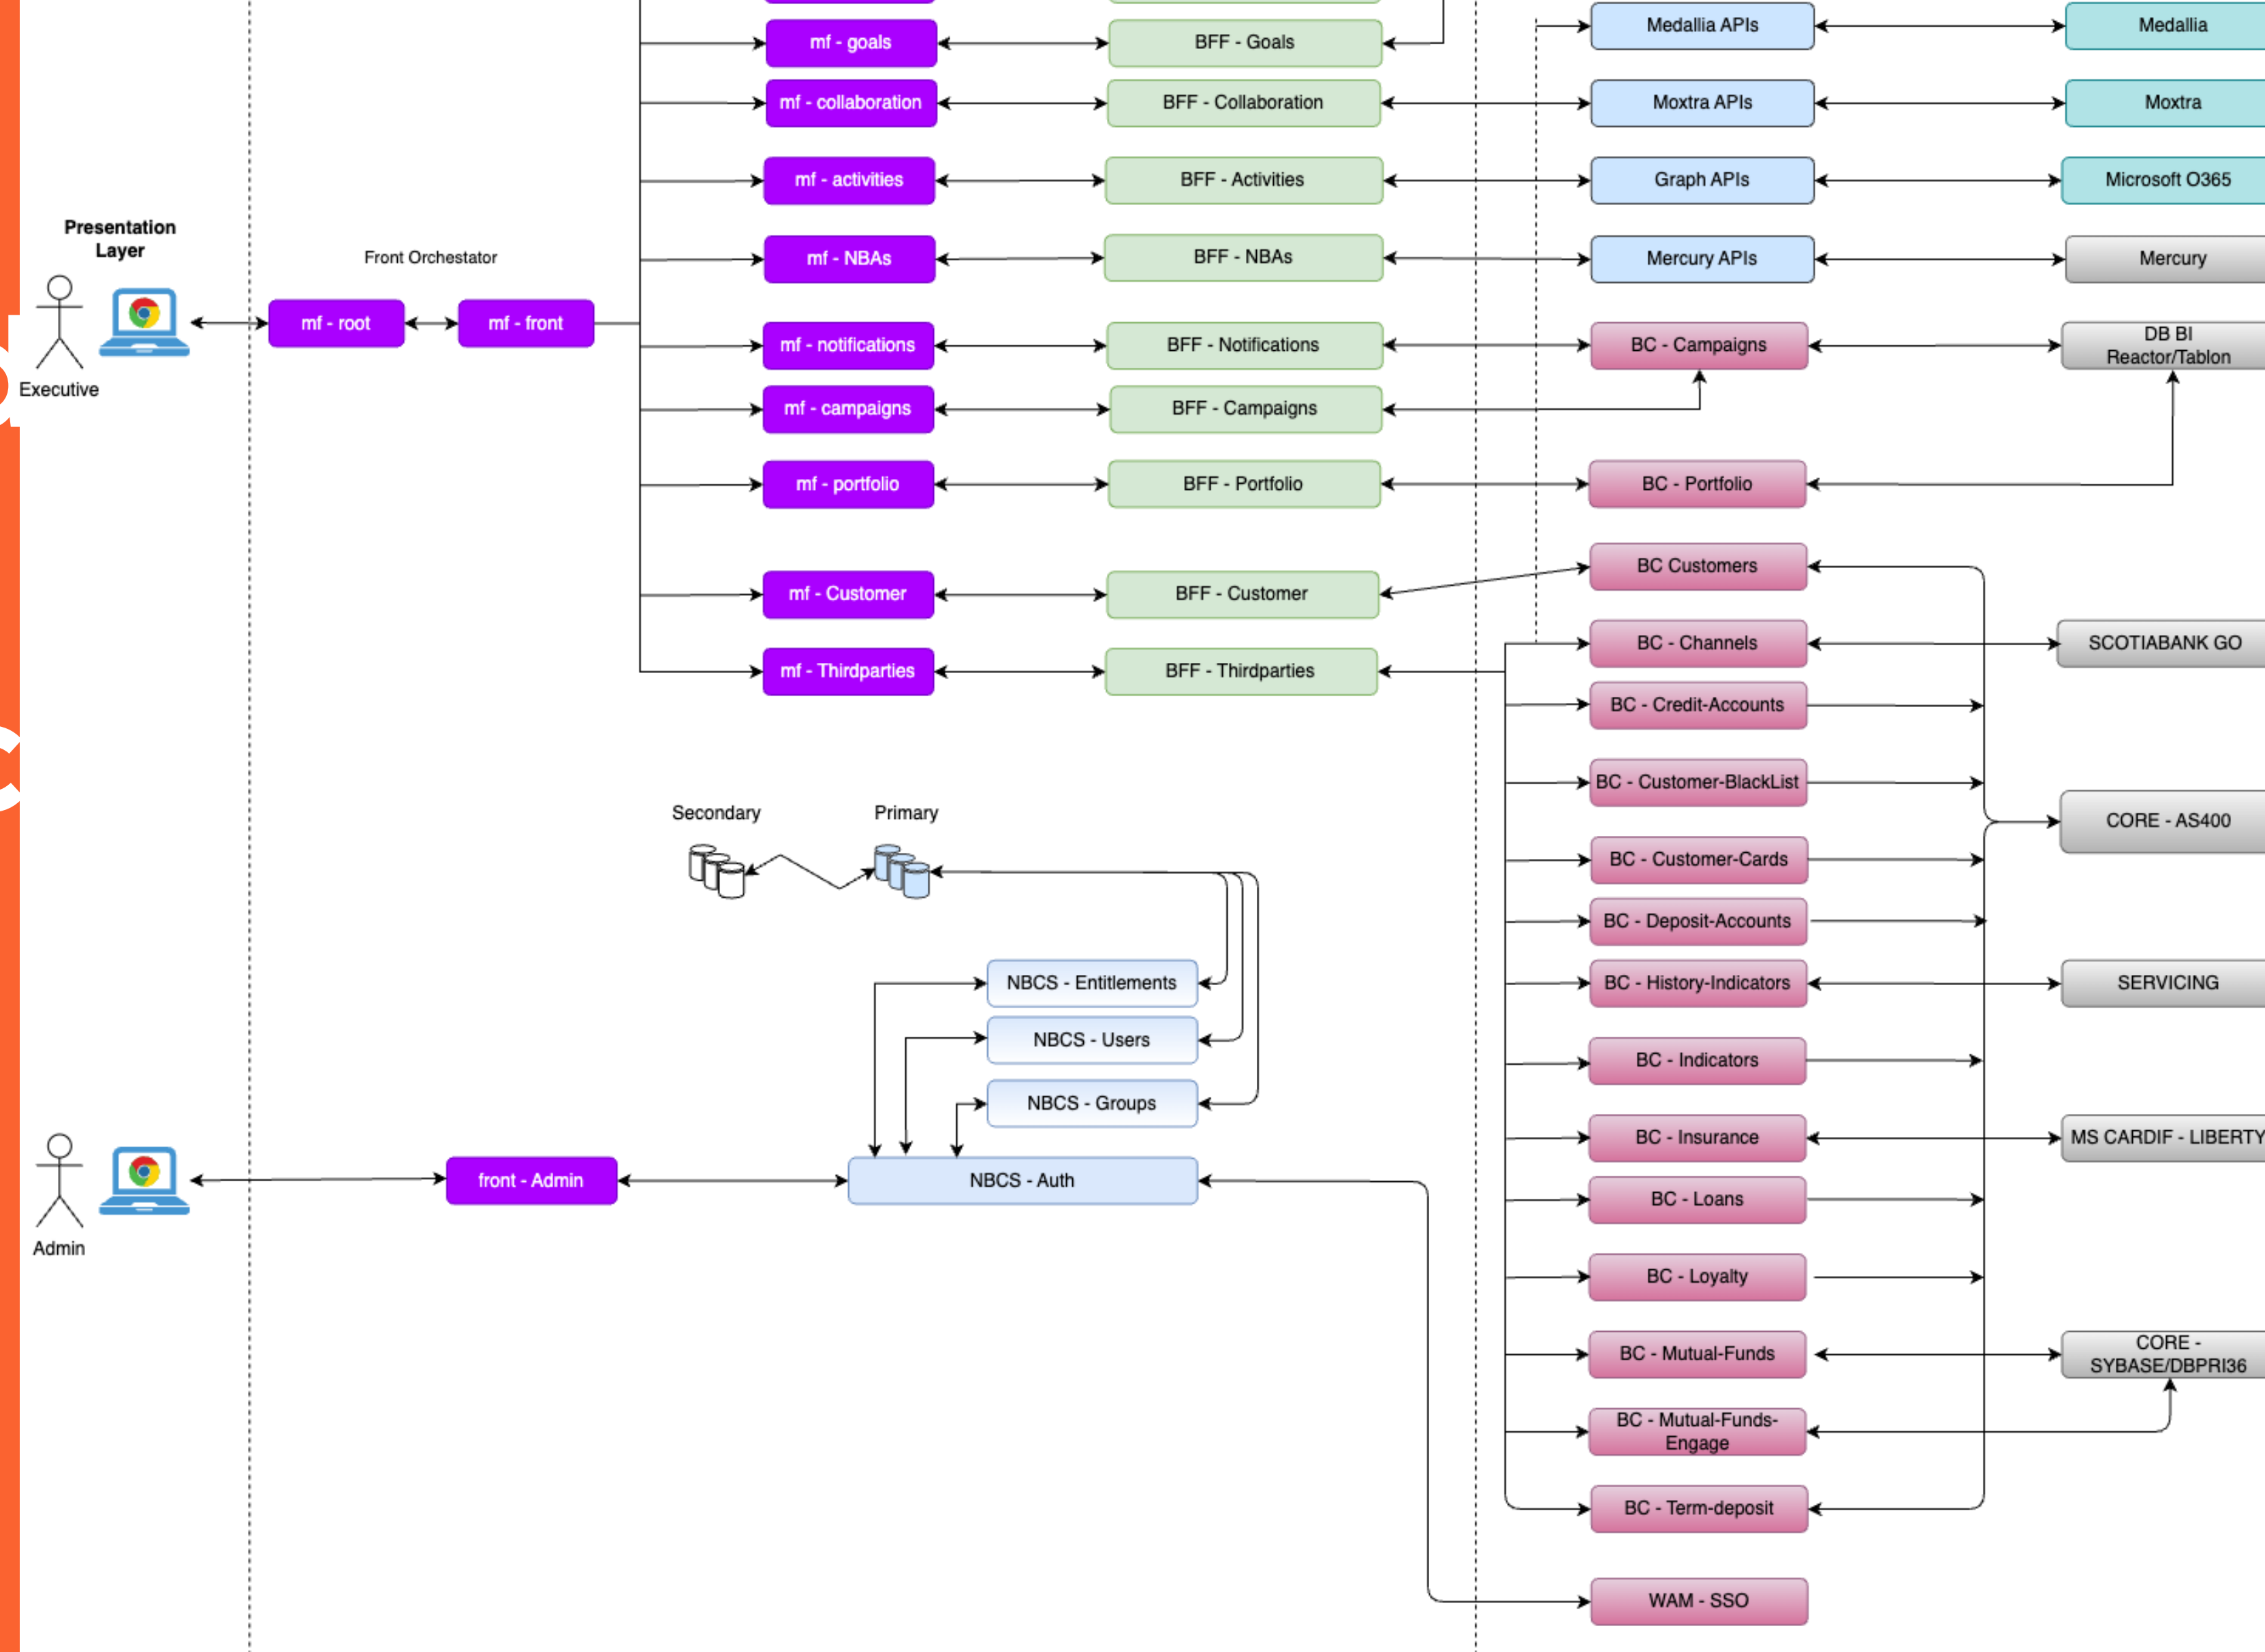 mf - goals
BFF - Goals
Medallia APIs
Medallia
mf - collaboration
BFF - Collaboration
Moxtra APIs
Moxtra
mf - activities
BFF - Activities
Graph APIs
Microsoft O365
Presentation
Layer
Front Orchestrator
mf - NBAs
BFF - NBAs
Mercury APIs
Mercury
Executive
mf - root
mf - front
mf - notifications
BFF - Notifications
BC - Campaigns
DB BI
Reactor/Tablon
mf - campaigns
BFF - Campaigns
mf - portfolio
BFF - Portfolio
BC - Portfolio
mf - Customer
BFF - Customer
BC Customers
mf - Thirdparties
BFF - Thirdparties
BC - Channels
SCOTIABANK GO
BC - Credit-Accounts
BC - Customer-BlackList
CORE - AS400
Secondary
Primary
BC - Customer-Cards
BC - Deposit-Accounts
NBCS - Entitlements
BC - History-Indicators
SERVICING
NBCS - Users
BC - Indicators
NBCS - Groups
BC - Insurance
MS CARDIF - LIBERTY
Admin
front - Admin
NBCS - Auth
BC - Loans
BC - Loyalty
BC - Mutual-Funds
CORE -
SYBASE/DBPRI36
BC - Mutual-Funds-
Engage
BC - Term-deposit
WAM - SSO